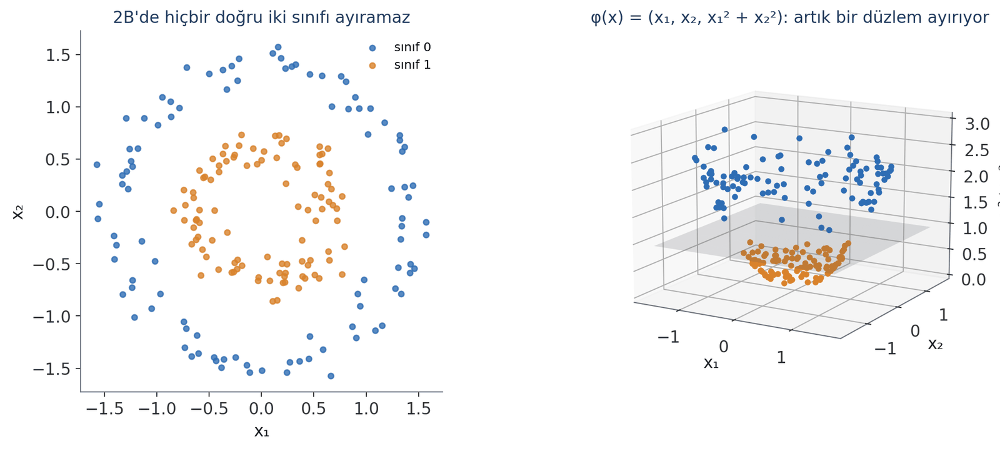 2B'de hiçbir doğru iki sınıfı ayıramaz
sınıf 0
sınıf 1
1.5
1.0
0.5
0.0
−0.5
−1.0
−1.5
x₂
−1.5 −1.0 −0.5 0.0 0.5 1.0 1.5
x₁
φ(x) = (x₁, x₂, x₁² + x₂²): artık bir düzlem ayırıyor
3.0
2.5
2.0
1.5
1.0
0.5
0.0
−1 0 1
x₁
−1 0 1
x₂